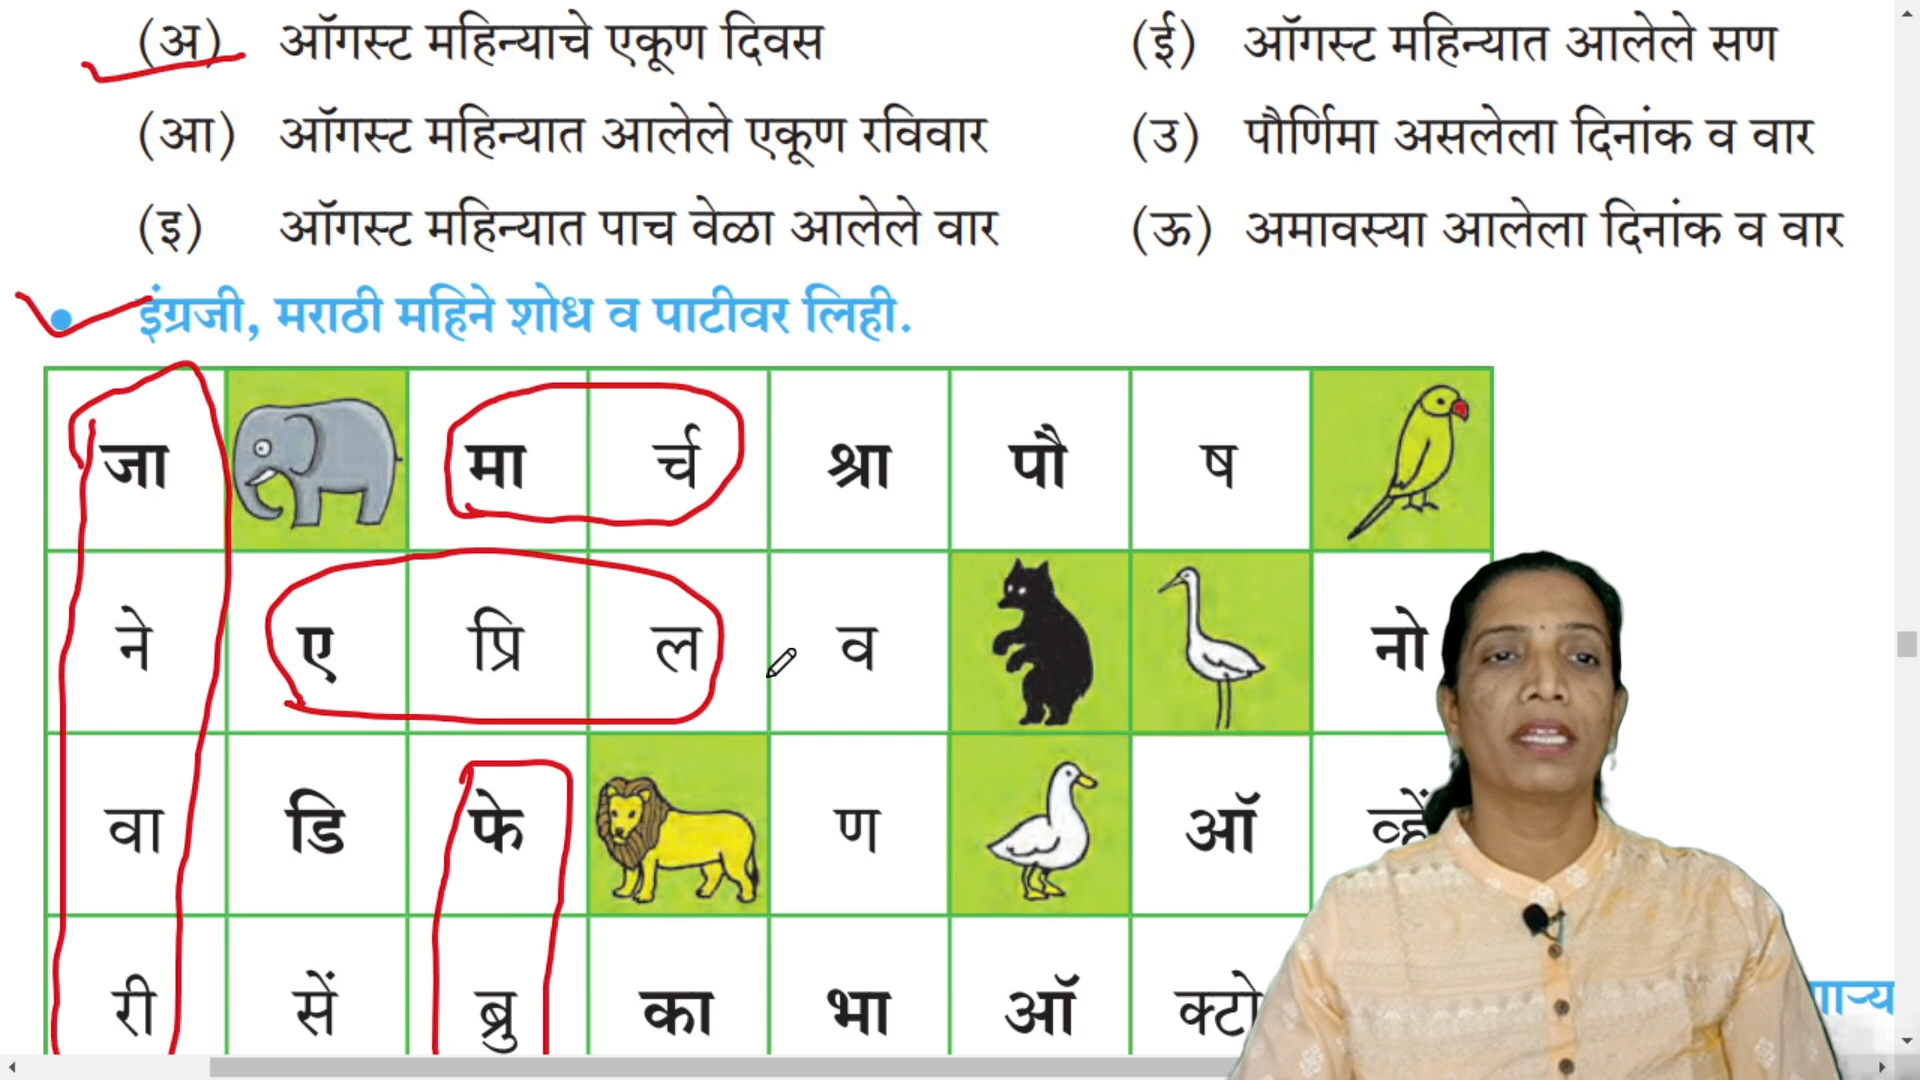 (अ) ऑगस्ट महिन्याचे एकूण दिवस (ई) ऑगस्ट महिन्यात आलेले सण
(आ) ऑगस्ट महिन्यात आलेले एकूण रविवार (उ) पौर्णिमा असलेला दिनांक व वार
(इ) ऑगस्ट महिन्यात पाच वेळा आलेले वार (ऊ) अमावस्या आलेला दिनांक व वार
• इंग्रजी, मराठी महिने शोध व पाटीवर लिही.
जा मा र्च श्रा पौ ष
ने ए प्रि ल व नो
वा डि फे ण ऑ व्हें
री सें ब्रु का भा ऑ क्टो